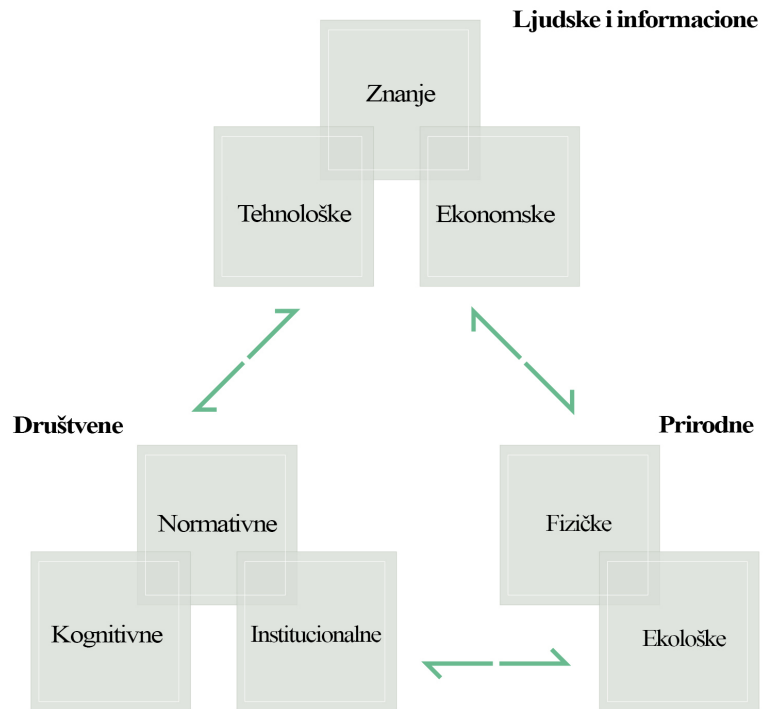 Ljudske i informacione
Znanje
Tehnološke
Ekonomske
Društvene
Prirodne
Normativne
Fizičke
Kognitivne
Institucionalne
Ekološke